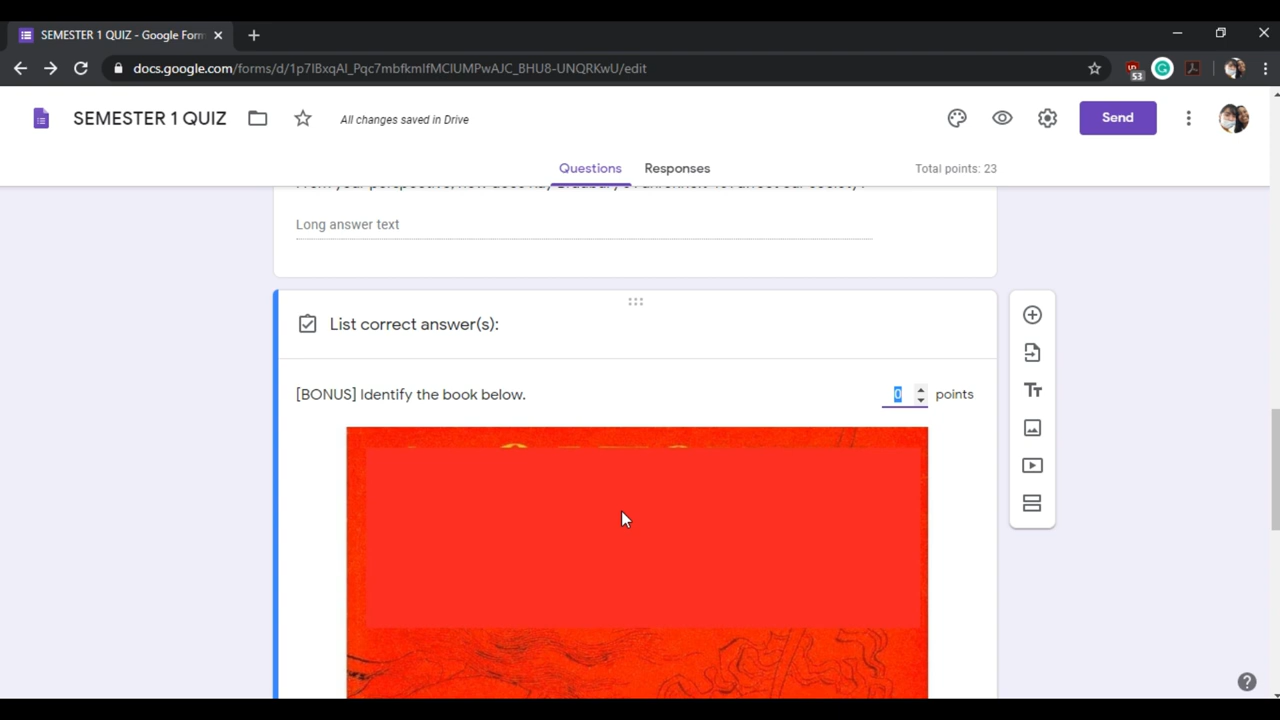 SEMESTER 1 QUIZ - Google Form
docs.google.com/forms/d/1p7IBxqAI_Pqc7mbfkmIfMCIUMPwAJC_BHU8-UNQRKwU/edit
53
SEMESTER 1 QUIZ
All changes saved in Drive
Send
Questions
Responses
Total points: 23
Long answer text
List correct answer(s):
[BONUS] Identify the book below.
0
points